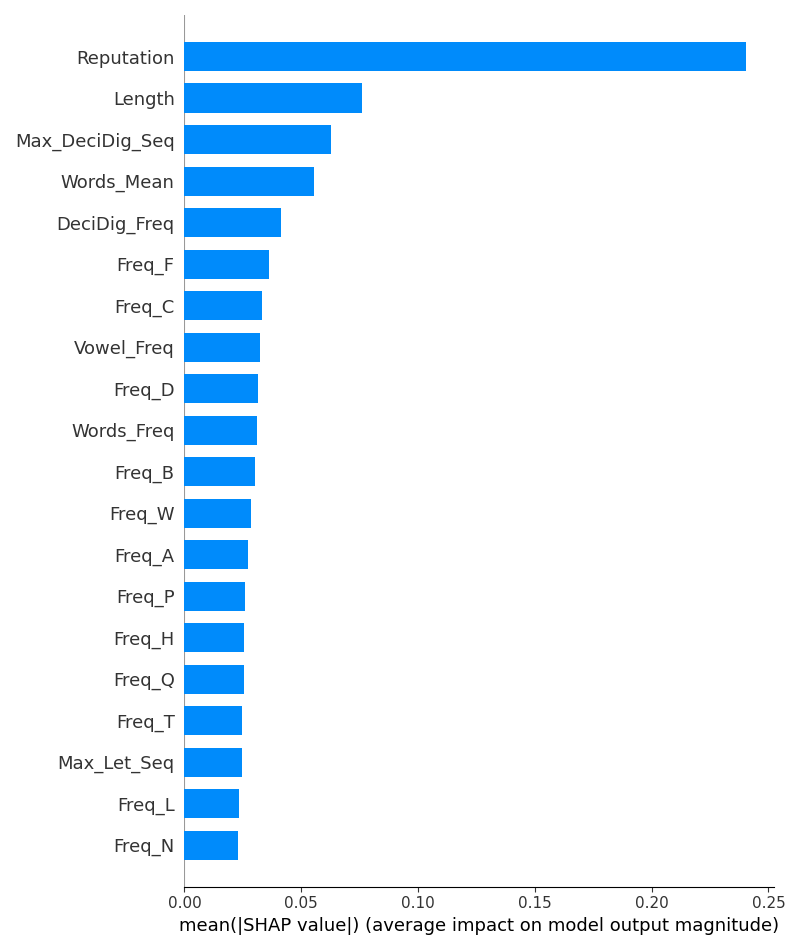 Reputation
Length
Max_DeciDig_Seq
Words_Mean
DeciDig_Freq
Freq_F
Freq_C
Vowel_Freq
Freq_D
Words_Freq
Freq_B
Freq_W
Freq_A
Freq_P
Freq_H
Freq_Q
Freq_T
Max_Let_Seq
Freq_L
Freq_N
0.00 0.05 0.10 0.15 0.20 0.25
mean(|SHAP value|) (average impact on model output magnitude)